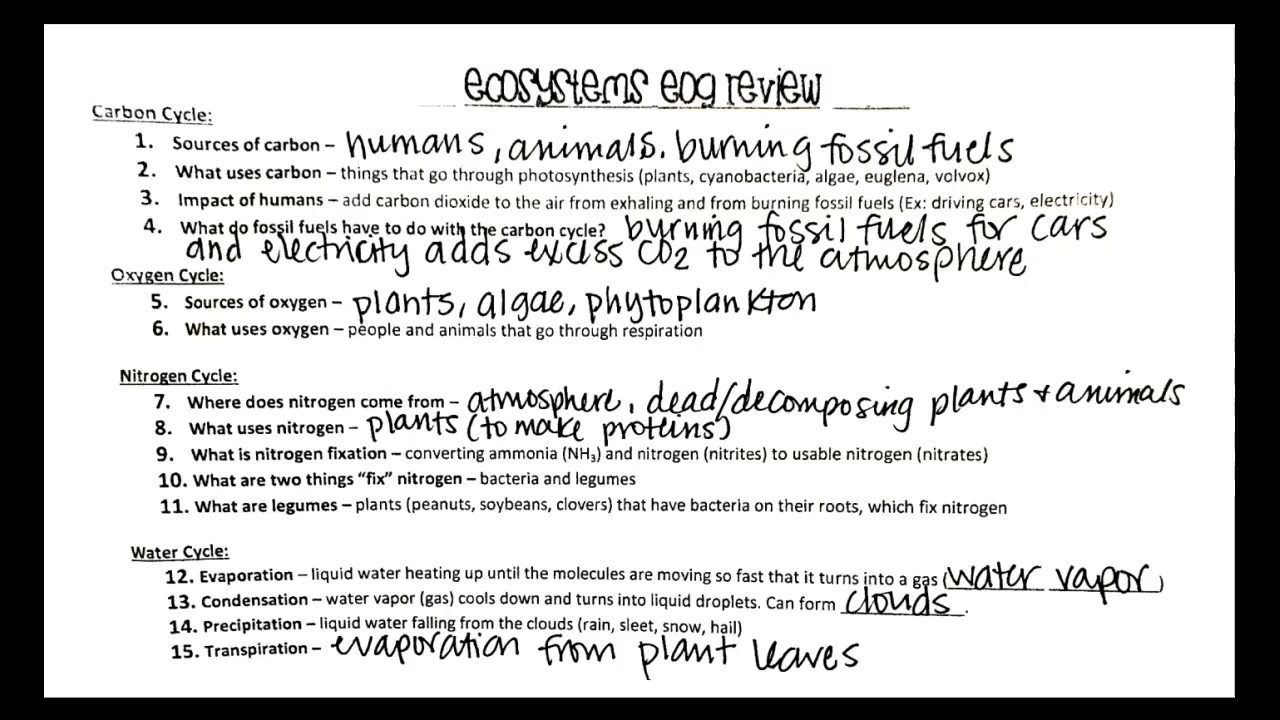 ecosystems eog review
Carbon Cycle:
1. Sources of carbon – humans, animals. burning fossil fuels
2. What uses carbon – things that go through photosynthesis (plants, cyanobacteria, algae, euglena, volvox)
3. Impact of humans – add carbon dioxide to the air from exhaling and from burning fossil fuels (Ex: driving cars, electricity)
4. What do fossil fuels have to do with the carbon cycle? burning fossil fuels for cars
and electricity adds excess CO2 to the atmosphere
Oxygen Cycle:
5. Sources of oxygen – plants, algae, phytoplankton
6. What uses oxygen – people and animals that go through respiration
Nitrogen Cycle:
7. Where does nitrogen come from – atmosphere, dead/decomposing plants + animals
8. What uses nitrogen – plants (to make proteins)
9. What is nitrogen fixation – converting ammonia (NH3) and nitrogen (nitrites) to usable nitrogen (nitrates)
10. What are two things "fix" nitrogen – bacteria and legumes
11. What are legumes – plants (peanuts, soybeans, clovers) that have bacteria on their roots, which fix nitrogen
Water Cycle:
12. Evaporation – liquid water heating up until the molecules are moving so fast that it turns into a gas (water vapor)
13. Condensation – water vapor (gas) cools down and turns into liquid droplets. Can form clouds.
14. Precipitation – liquid water falling from the clouds (rain, sleet, snow, hail)
15. Transpiration – evaporation from plant leaves